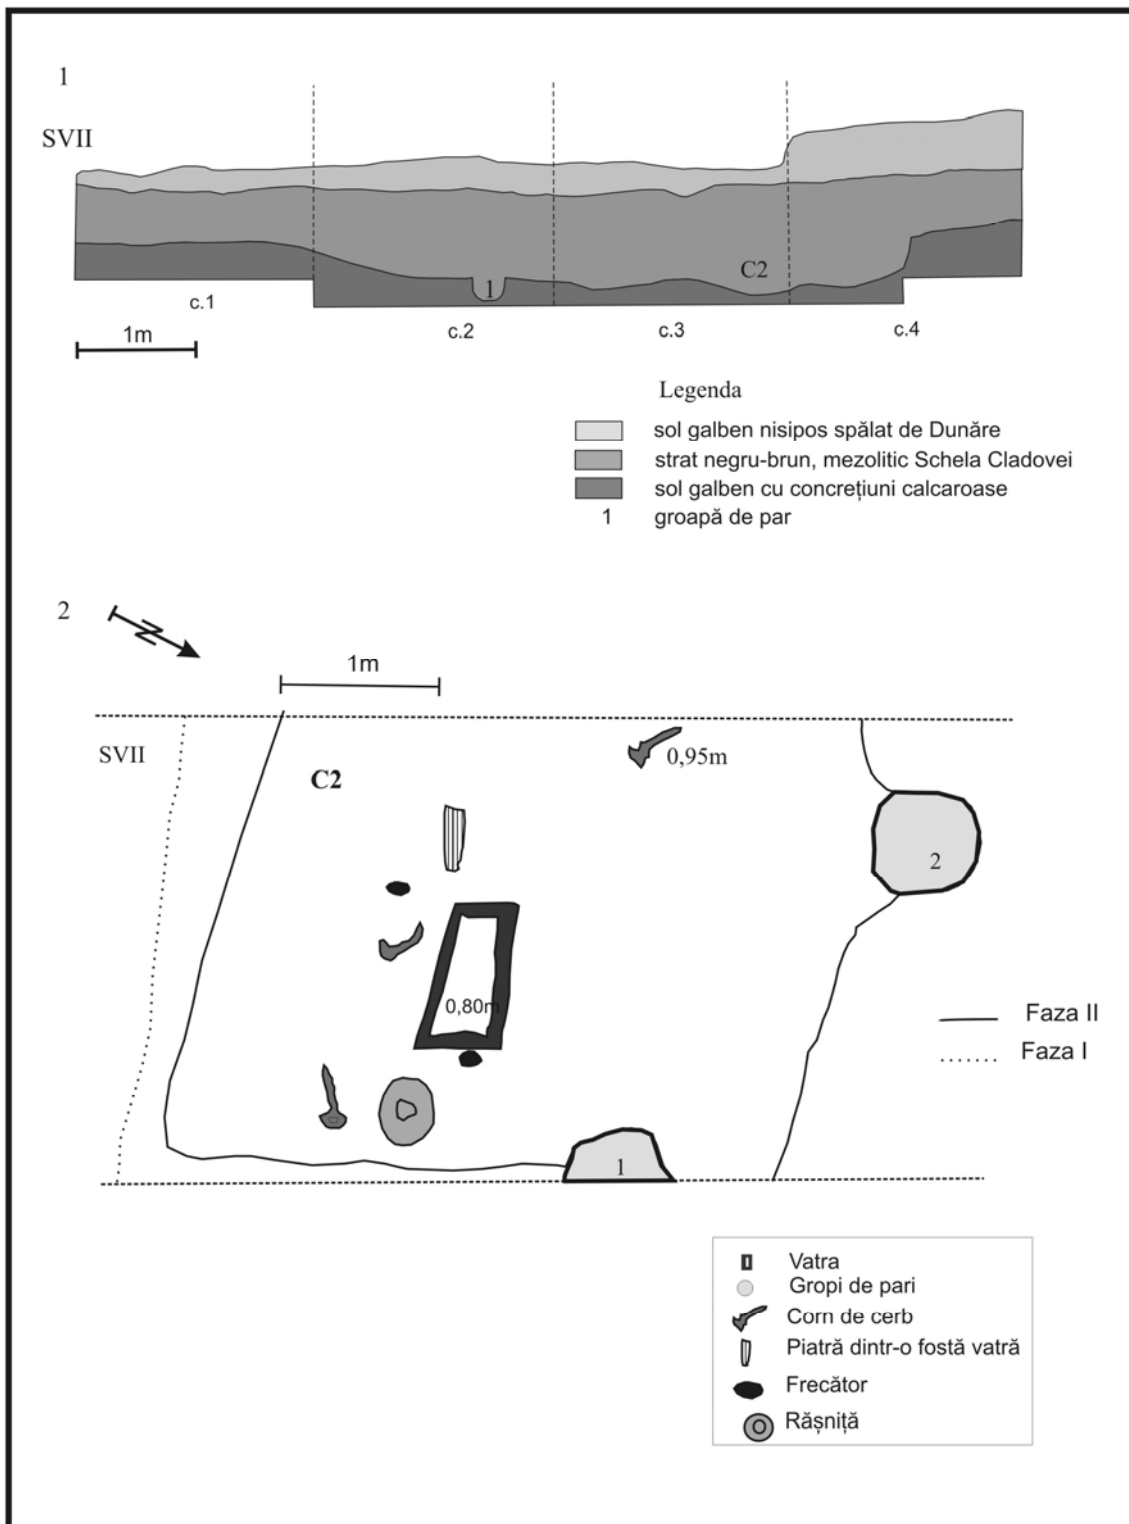 1
SVII
C2
1
c.1
c.2
c.3
c.4
1m
Legenda
sol galben nisipos spălat de Dunăre
strat negru-brun, mezolitic Schela Cladovei
sol galben cu concrețiuni calcaroase
1 groapă de par
2
N
1m
SVII
C2
0,95m
2
0,80m
1
Faza II
Faza I
Vatra
Gropi de pari
Corn de cerb
Piatră dintr-o fostă vatră
Frecător
Râșniță